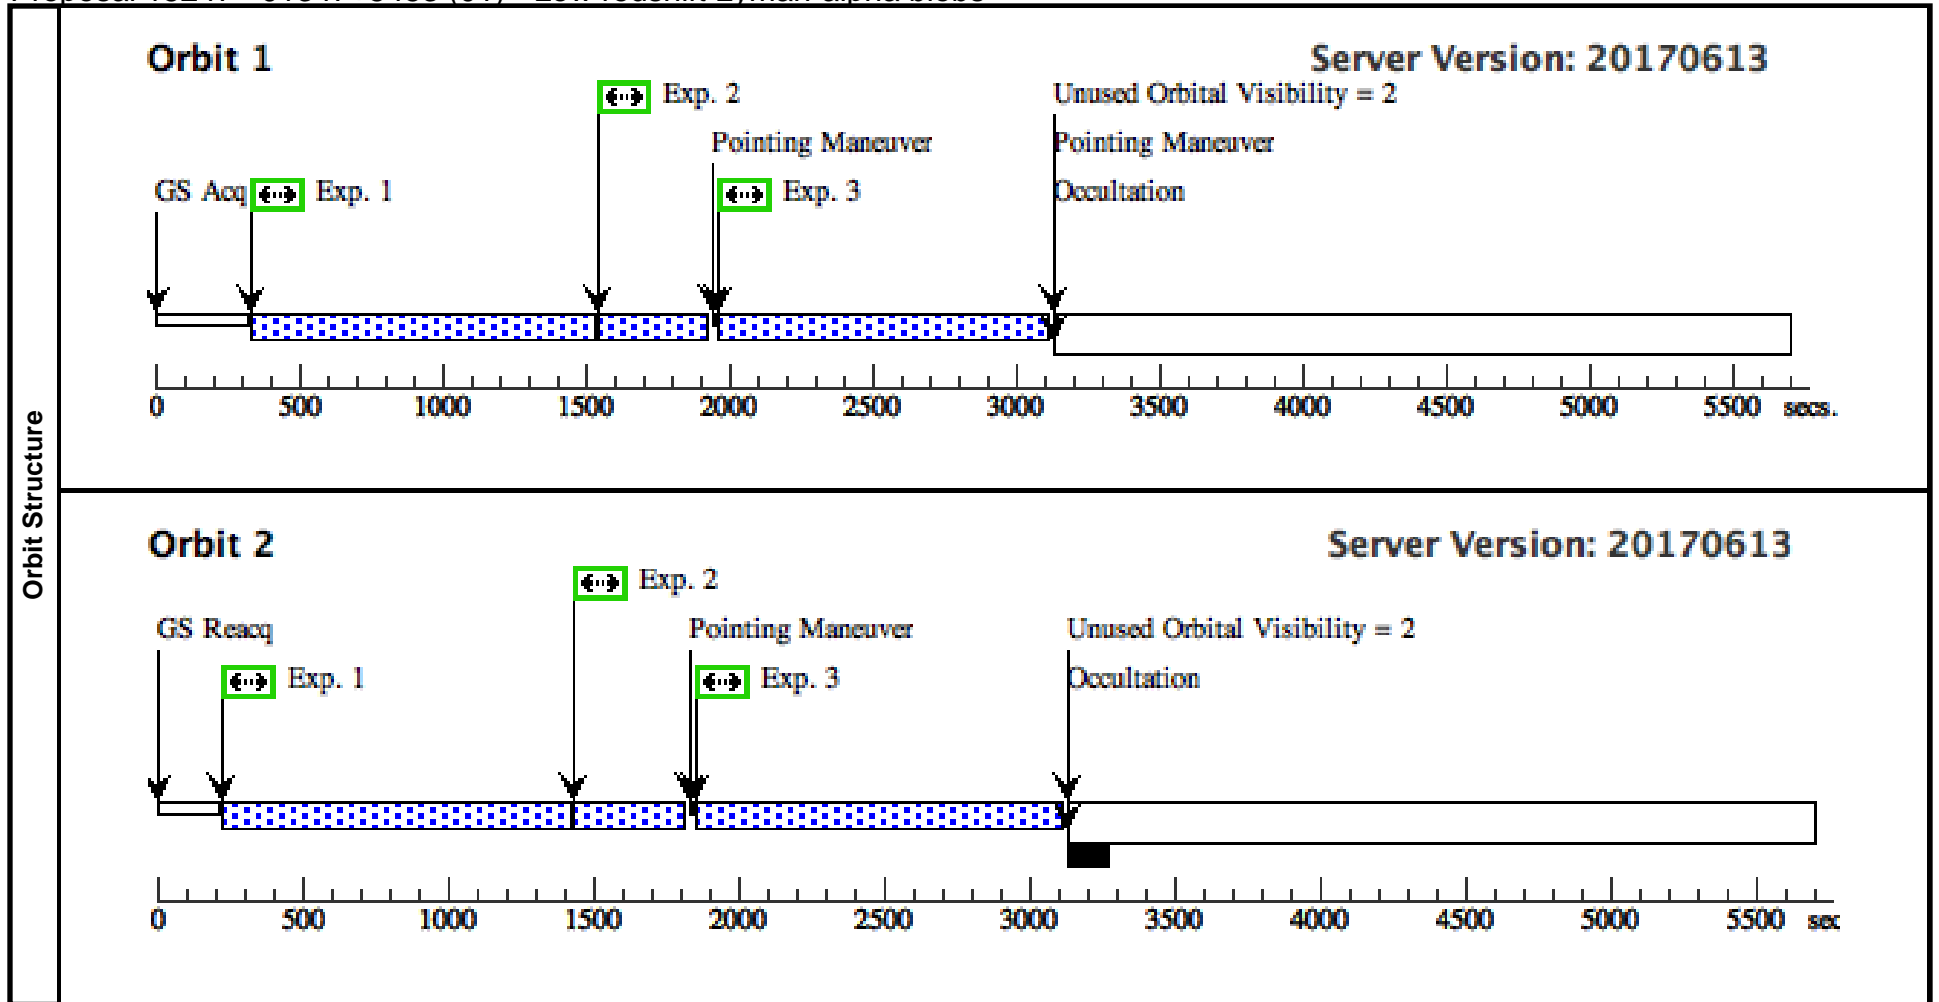 Orbit Structure
Orbit 1
Server Version: 20170613
Exp. 2
Unused Orbital Visibility = 2
Pointing Maneuver
Pointing Maneuver
GS Acq
Exp. 1
Exp. 3
Occultation
0 500 1000 1500 2000 2500 3000 3500 4000 4500 5000 5500 secs.
Orbit 2
Server Version: 20170613
Exp. 2
GS Reacq
Pointing Maneuver
Unused Orbital Visibility = 2
Exp. 1
Exp. 3
Occultation
0 500 1000 1500 2000 2500 3000 3500 4000 4500 5000 5500 sec